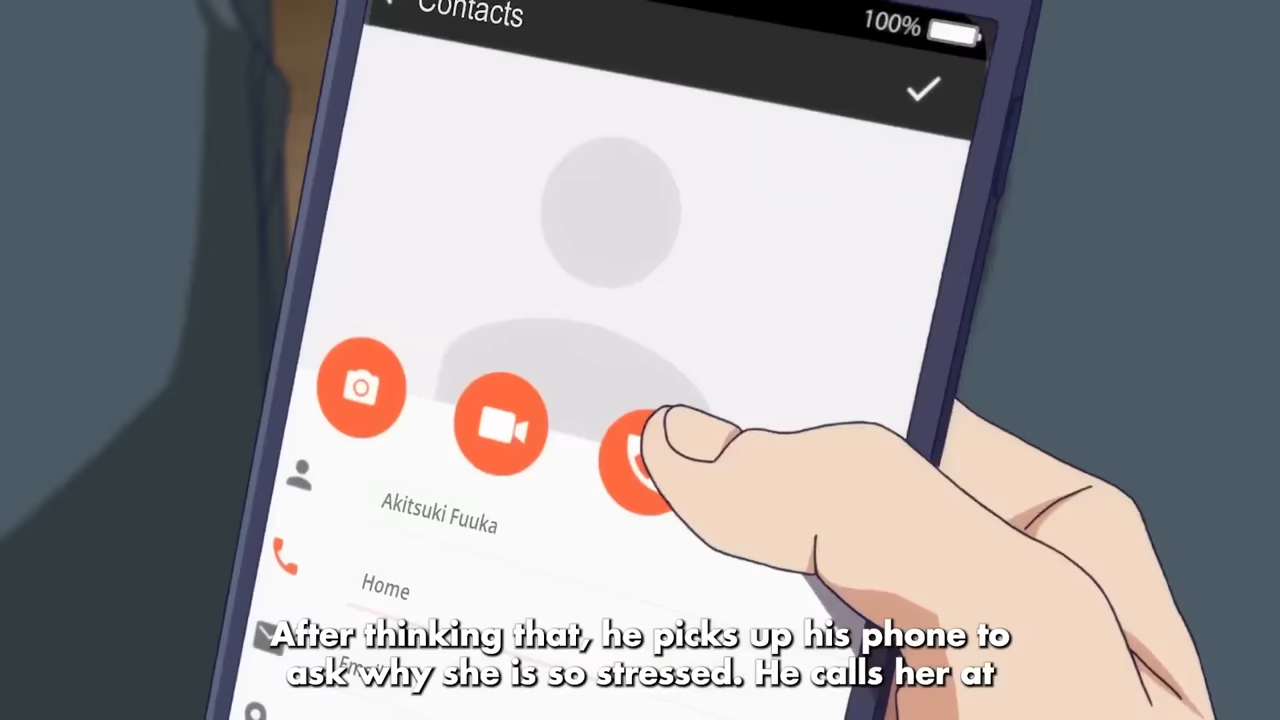 Contacts
100%
Akitsuki Fuuka
Home
Email
After thinking that, he picks up his phone to
ask why she is so stressed. He calls her at